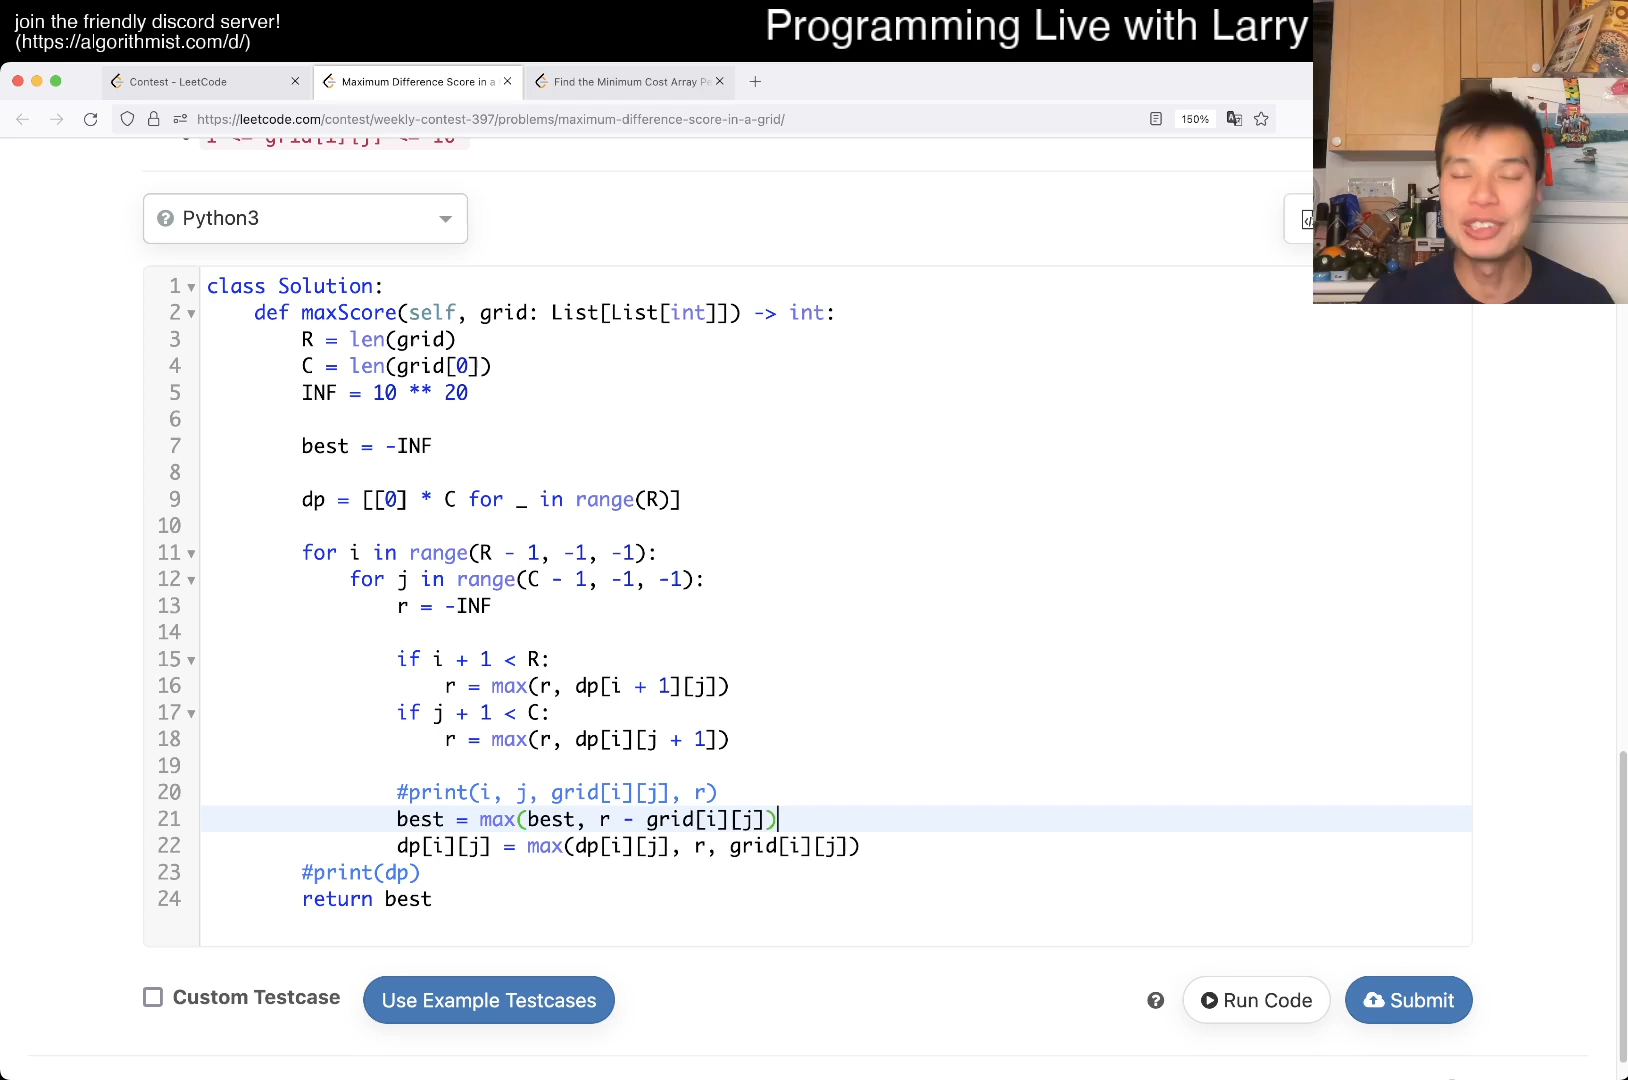 join the friendly discord server!
(https://algorithmist.com/d/)
Programming Live with Larry
Contest - LeetCode
Maximum Difference Score in a
Find the Minimum Cost Array Pe
https://leetcode.com/contest/weekly-contest-397/problems/maximum-difference-score-in-a-grid/
150%
Python3
1 class Solution:
2     def maxScore(self, grid: List[List[int]]) -> int:
3         R = len(grid)
4         C = len(grid[0])
5         INF = 10 ** 20
6
7         best = -INF
8
9         dp = [[0] * C for _ in range(R)]
10
11         for i in range(R - 1, -1, -1):
12             for j in range(C - 1, -1, -1):
13                 r = -INF
14
15                 if i + 1 < R:
16                     r = max(r, dp[i + 1][j])
17                 if j + 1 < C:
18                     r = max(r, dp[i][j + 1])
19
20                 #print(i, j, grid[i][j], r)
21                 best = max(best, r - grid[i][j])
22                 dp[i][j] = max(dp[i][j], r, grid[i][j])
23         #print(dp)
24         return best
Custom Testcase
Use Example Testcases
Run Code
Submit